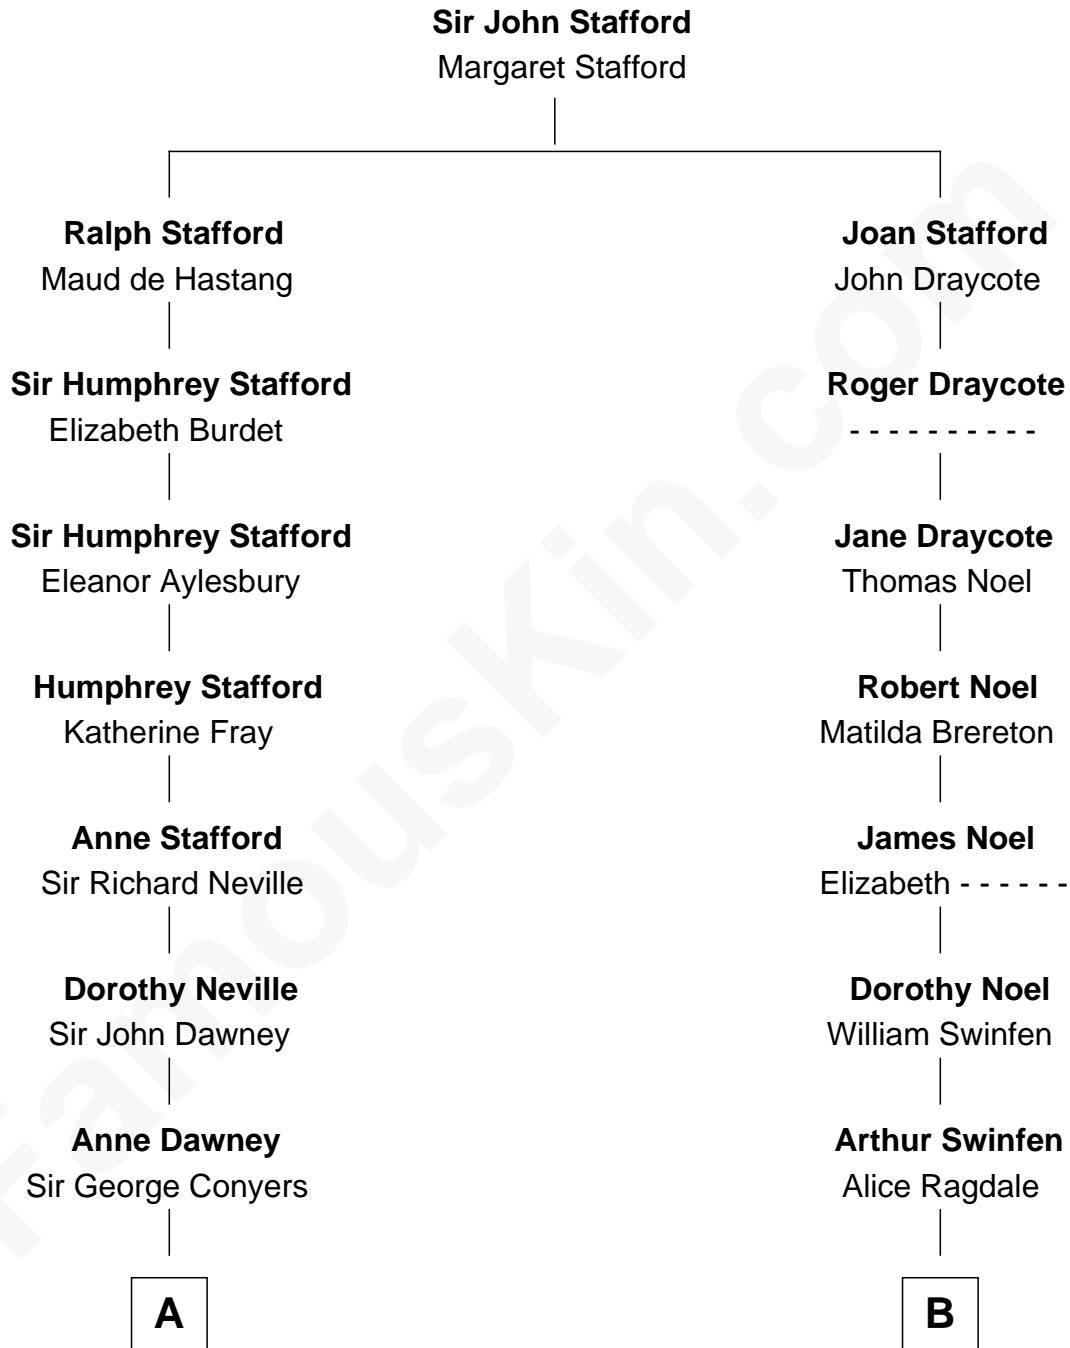 Sir John Stafford
Margaret Stafford
Ralph Stafford
Maud de Hastang
Joan Stafford
John Draycote
Sir Humphrey Stafford
Elizabeth Burdet
Roger Draycote
- - - - - - - - - -
Sir Humphrey Stafford
Eleanor Aylesbury
Jane Draycote
Thomas Noel
Humphrey Stafford
Katherine Fray
Robert Noel
Matilda Brereton
Anne Stafford
Sir Richard Neville
James Noel
Elizabeth - - - - - -
Dorothy Neville
Sir John Dawney
Dorothy Noel
William Swinfen
Anne Dawney
Sir George Conyers
Arthur Swinfen
Alice Ragdale
A
B
FamousKin.com